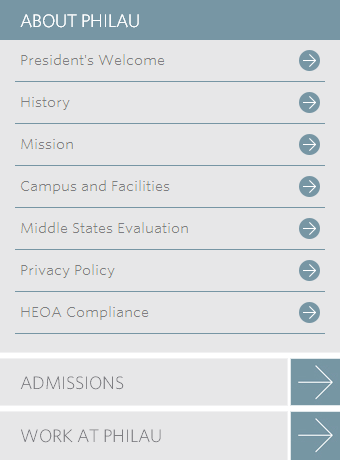 ABOUT PHILAU
President's Welcome
History
Mission
Campus and Facilities
Middle States Evaluation
Privacy Policy
HEOA Compliance
ADMISSIONS
WORK AT PHILAU